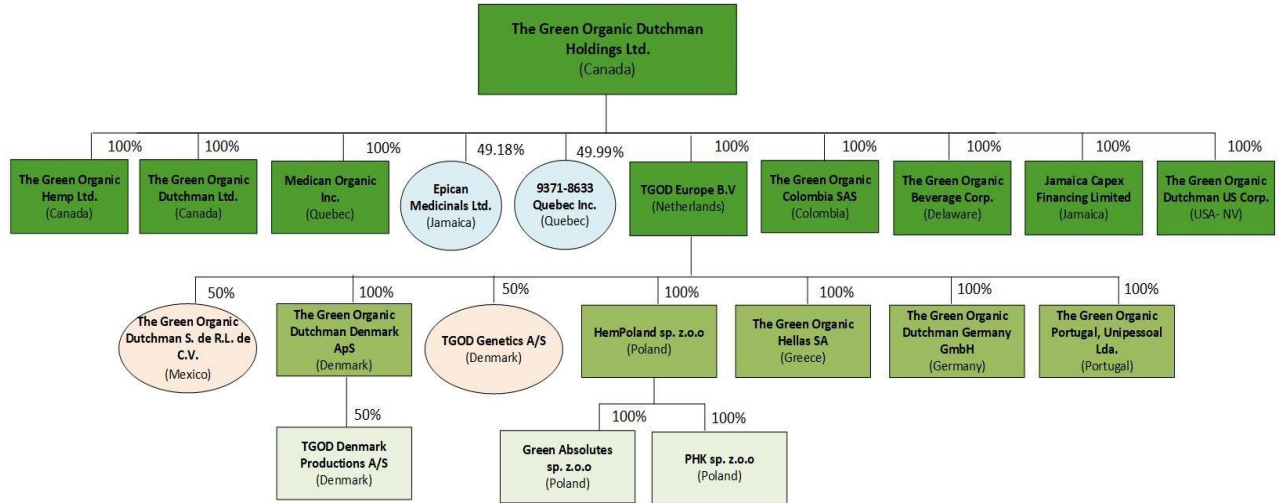 The Green Organic Dutchman
Holdings Ltd.
(Canada)
100%
100%
100%
49.18%
49.99%
100%
100%
100%
100%
100%
The Green Organic
Hemp Ltd.
(Canada)
The Green Organic
Dutchman Ltd.
(Canada)
Medican Organic
Inc.
(Quebec)
Epican
Medicinals Ltd.
(Jamaica)
9371-8633
Quebec Inc.
(Quebec)
TGOD Europe B.V
(Netherlands)
The Green Organic
Colombia SAS
(Colombia)
The Green Organic
Beverage Corp.
(Delaware)
Jamaica Capex
Financing Limited
(Jamaica)
The Green Organic
Dutchman US Corp.
(USA- NV)
50%
100%
50%
100%
100%
100%
100%
The Green Organic
Dutchman S. de R.L. de
C.V.
(Mexico)
The Green Organic
Dutchman Denmark
ApS
(Denmark)
TGOD Genetics A/S
(Denmark)
HemPoland sp. z.o.o
(Poland)
The Green Organic
Hellas SA
(Greece)
The Green Organic
Dutchman Germany
GmbH
(Germany)
The Green Organic
Portugal, Unipessoal
Lda.
(Portugal)
50%
100%
100%
TGOD Denmark
Productions A/S
(Denmark)
Green Absolutes
sp. z.o.o
(Poland)
PHK sp. z.o.o
(Poland)